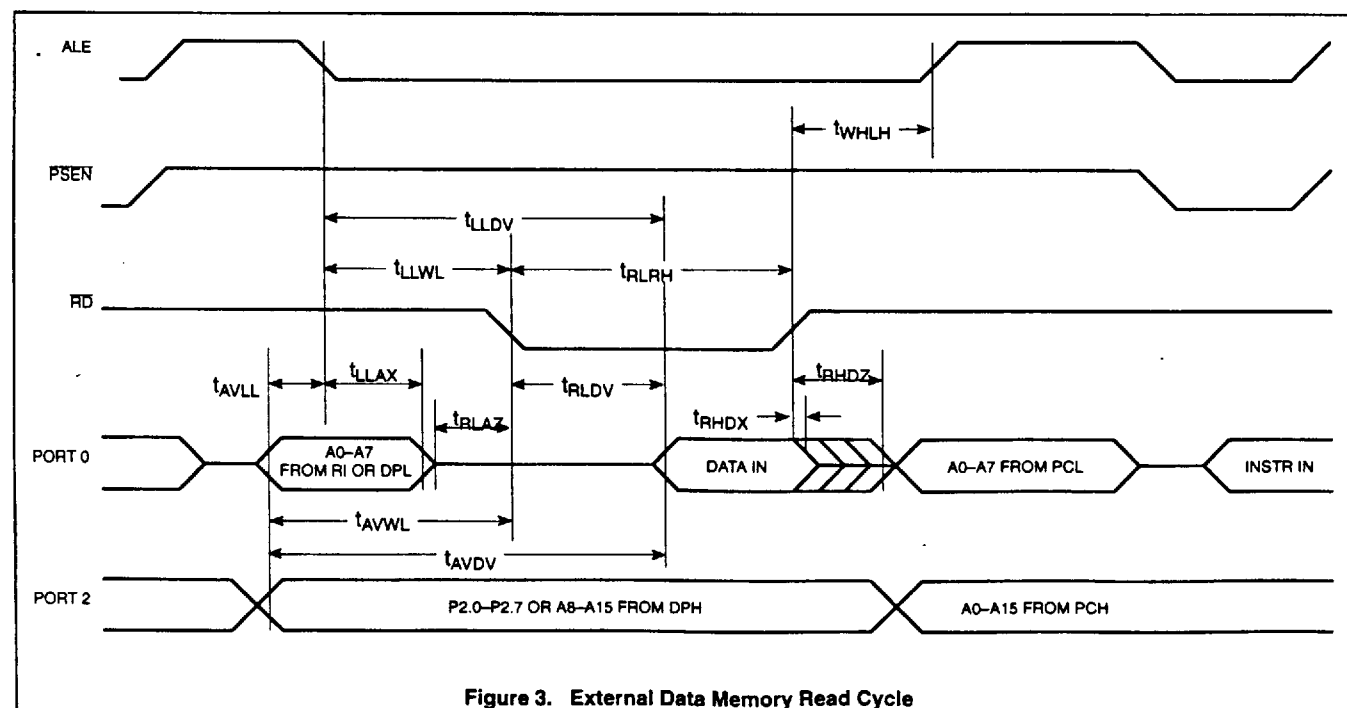 ALE
tWHLH
PSEN
tLLDV
tLLWL
tRLRH
RD
tAVLL
tLLAX
tRLDV
tRHDZ
tRLAZ
tRHDX
PORT 0
A0–A7
FROM RI OR DPL
DATA IN
A0–A7 FROM PCL
INSTR IN
tAVWL
tAVDV
PORT 2
P2.0–P2.7 OR A8–A15 FROM DPH
A0–A15 FROM PCH
Figure 3. External Data Memory Read Cycle